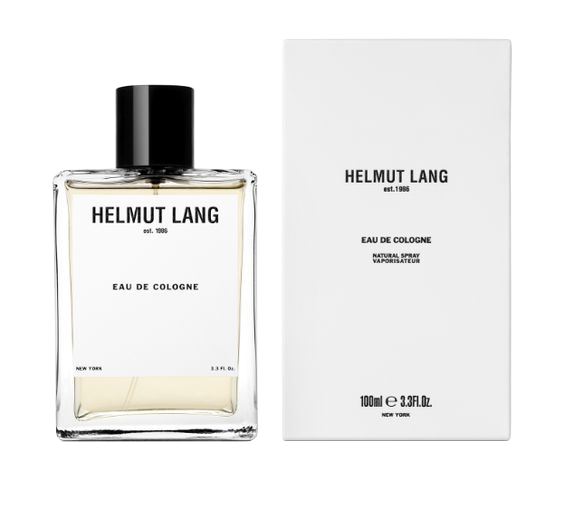 HELMUT LANG
est. 1986
EAU DE COLOGNE
NEW YORK 3.3 Fl. Oz.
HELMUT LANG
est.1986
EAU DE COLOGNE
NATURAL SPRAY
VAPORISATEUR
100ml ℮ 3.3Fl.Oz.
NEW YORK